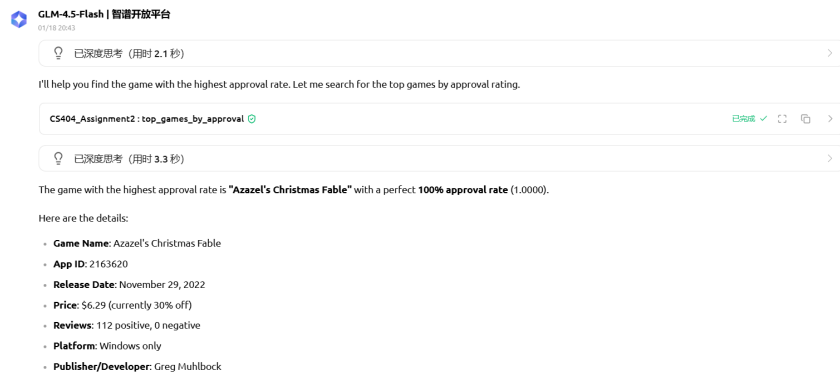 GLM-4.5-Flash | 智谱开放平台
01/18 20:43
已深度思考（用时 2.1 秒）
I'll help you find the game with the highest approval rate. Let me search for the top games by approval rating.
CS404_Assignment2 : top_games_by_approval 已完成
已深度思考（用时 3.3 秒）
The game with the highest approval rate is "Azazel's Christmas Fable" with a perfect 100% approval rate (1.0000).
Here are the details:
Game Name: Azazel's Christmas Fable
App ID: 2163620
Release Date: November 29, 2022
Price: $6.29 (currently 30% off)
Reviews: 112 positive, 0 negative
Platform: Windows only
Publisher/Developer: Greg Muhlbock